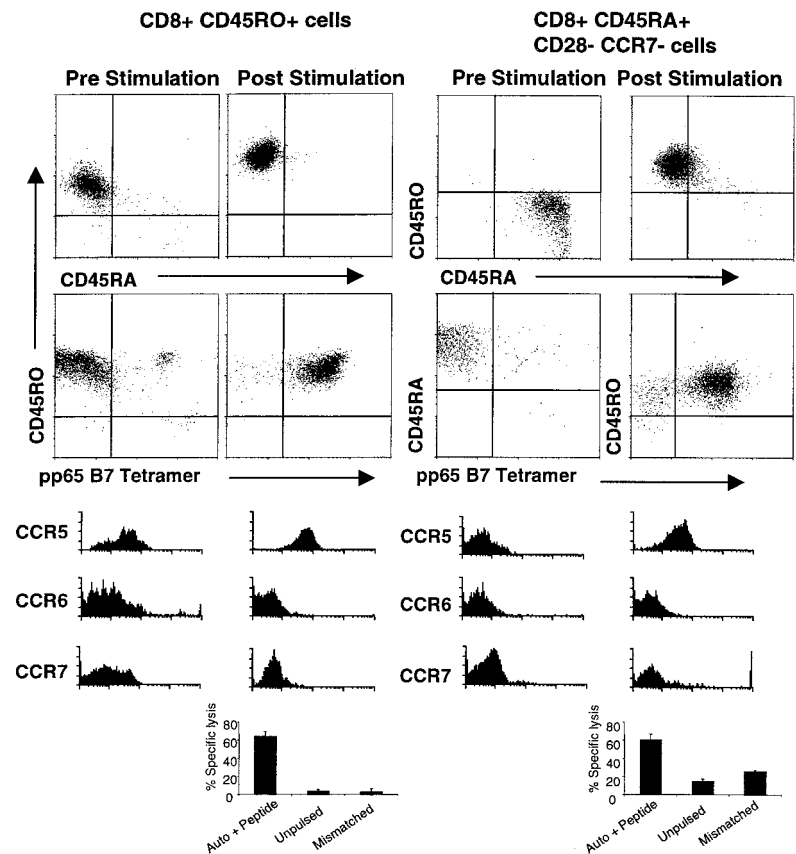 CD8+ CD45RO+ cells
CD8+ CD45RA+
CD28- CCR7- cells
Pre Stimulation
Post Stimulation
Pre Stimulation
Post Stimulation
CD45RO
CD45RA
CD45RA
CD45RO
CD45RA
CD45RO
pp65 B7 Tetramer
pp65 B7 Tetramer
CCR5
CCR5
CCR6
CCR6
CCR7
CCR7
% Specific lysis
80
60
40
20
0
Auto + Peptide
Unpulsed
Mismatched
% Specific lysis
80
60
40
20
0
Auto + Peptide
Unpulsed
Mismatched